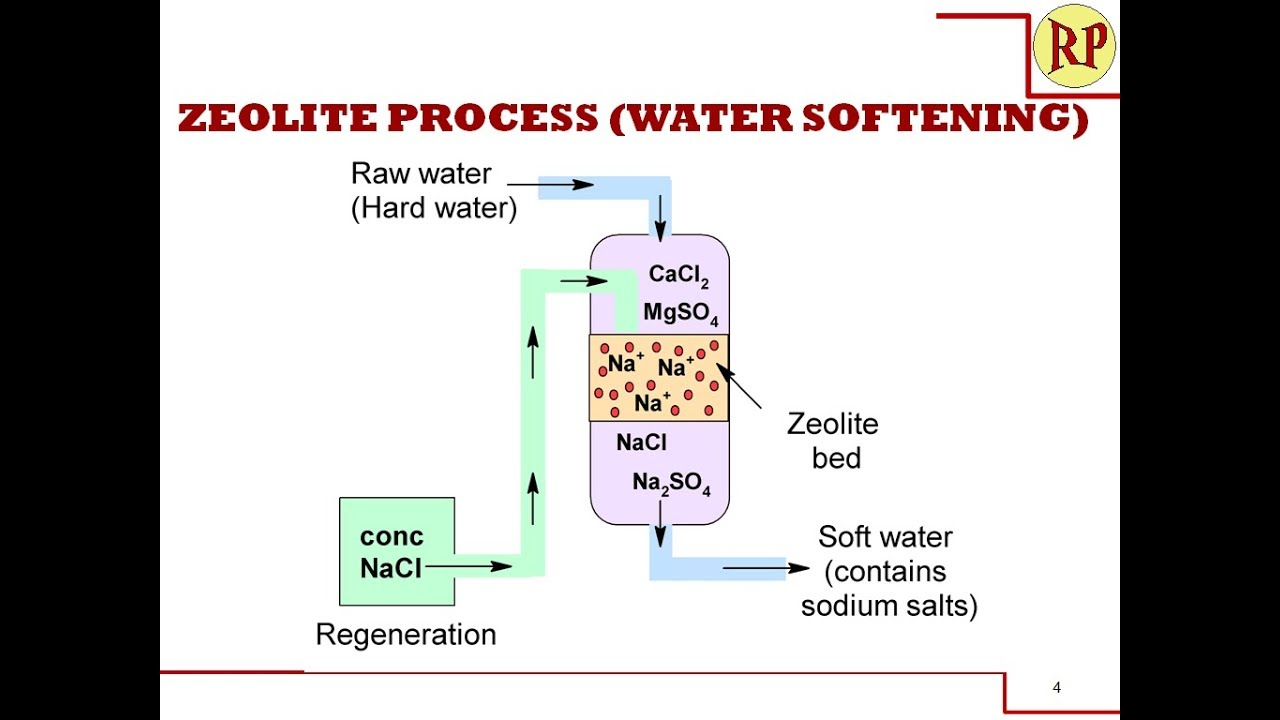 RP
ZEOLITE PROCESS (WATER SOFTENING)
Raw water
(Hard water)
CaCl₂
MgSO₄
Na⁺ Na⁺
Na⁺
Zeolite
bed
NaCl
Na₂SO₄
conc
NaCl
Regeneration
Soft water
(contains
sodium salts)
4